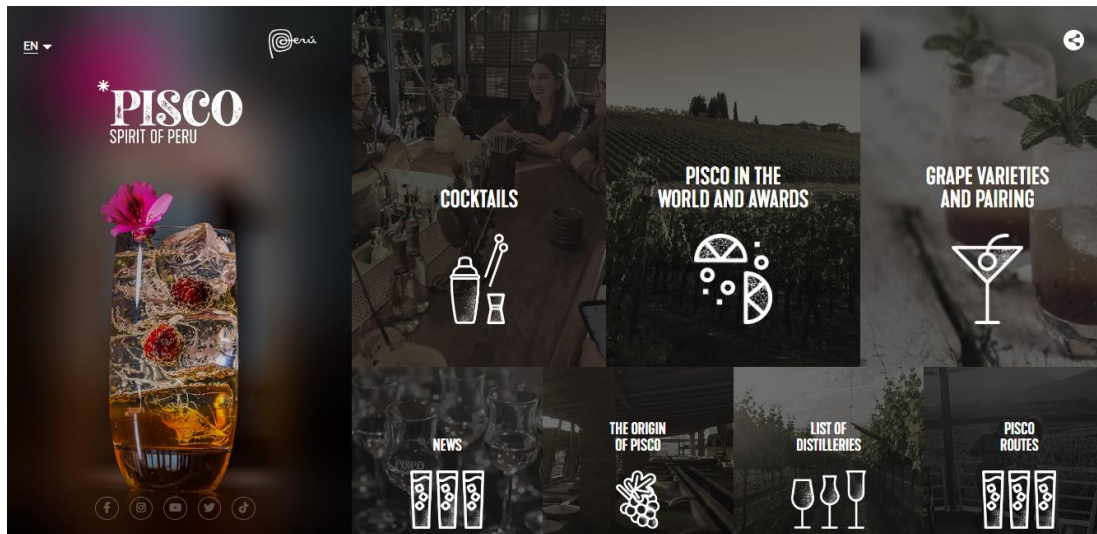 EN
Perú
*PISCO
SPIRIT OF PERU
COCKTAILS
PISCO IN THE
WORLD AND AWARDS
GRAPE VARIETIES
AND PAIRING
NEWS
PISCO
THE ORIGIN
OF PISCO
LIST OF
DISTILLERIES
PISCO
ROUTES